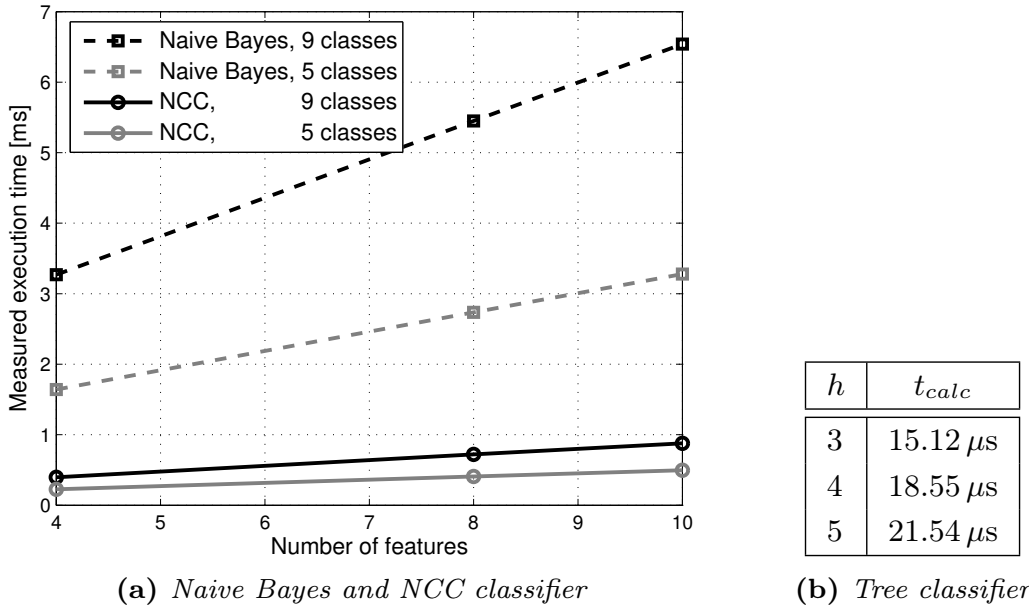 7
6
5
4
3
2
1
0
Measured execution time [ms]
Naive Bayes, 9 classes
Naive Bayes, 5 classes
NCC, 9 classes
NCC, 5 classes
4 5 6 7 8 9 10
Number of features
(a) Naive Bayes and NCC classifier
h t_calc
3 15.12 μs
4 18.55 μs
5 21.54 μs
(b) Tree classifier